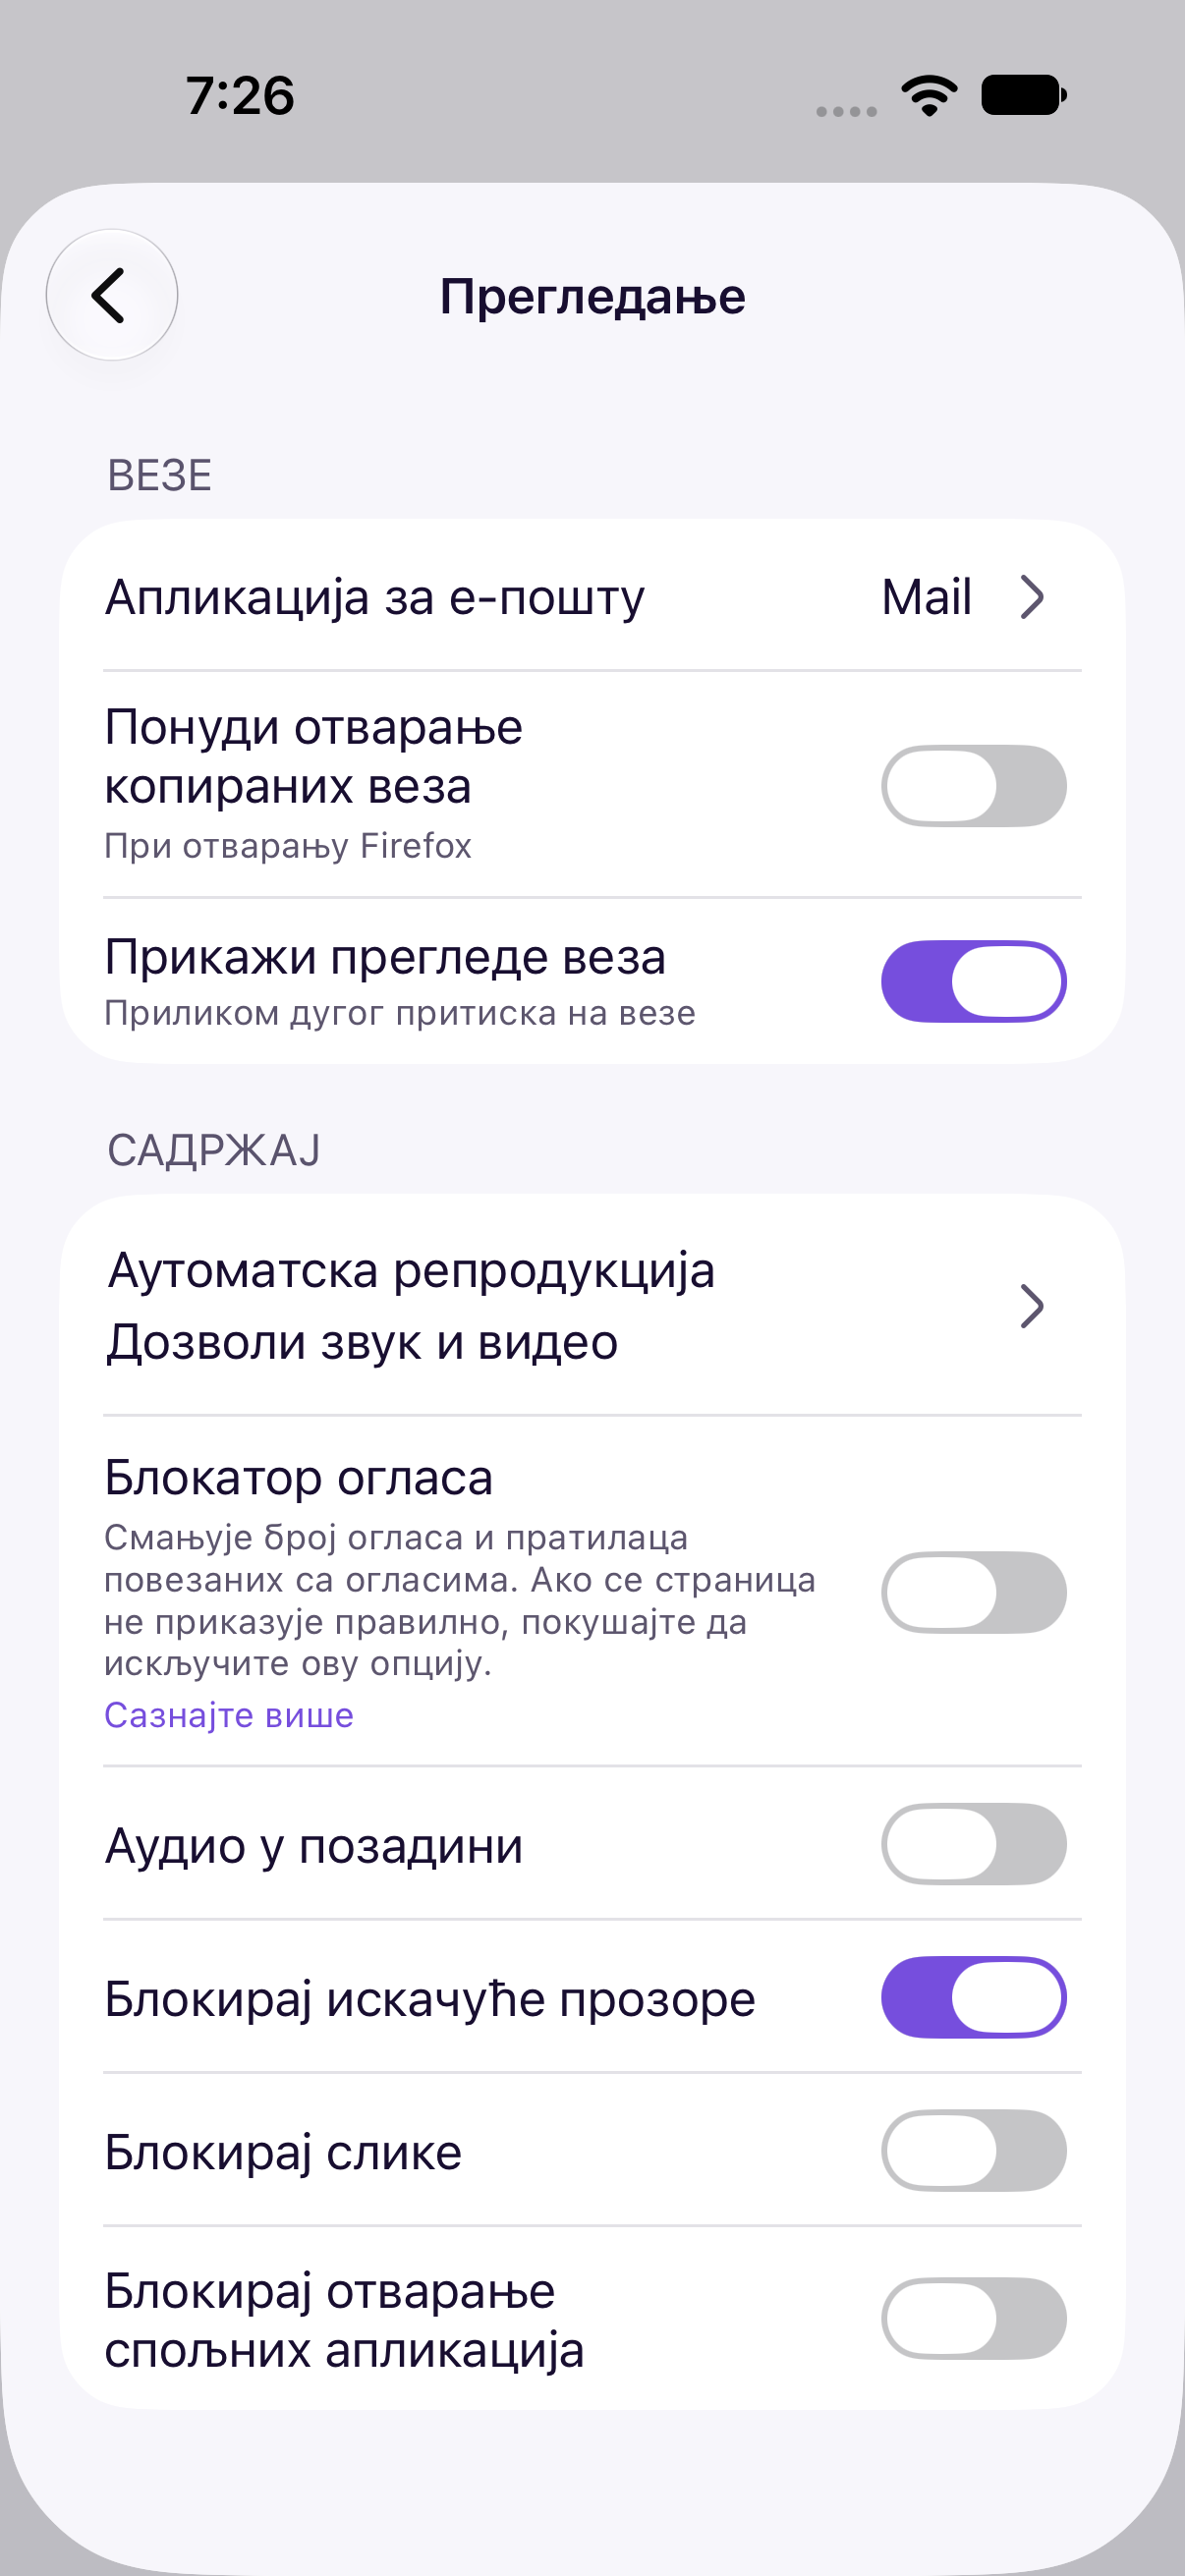 7:26
Прегледање
ВЕЗЕ
Апликација за е-пошту Mail
Понуди отварање
копираних веза
При отварању Firefox
Прикажи прегледе веза
Приликом дугог притиска на везе
САДРЖАЈ
Аутоматска репродукција
Дозволи звук и видео
Блокатор огласа
Смањује број огласа и пратилаца
повезаних са огласима. Ако се страница
не приказује правилно, покушајте да
искључите ову опцију.
Сазнајте више
Аудио у позадини
Блокирај искачуће прозоре
Блокирај слике
Блокирај отварање
спољних апликација